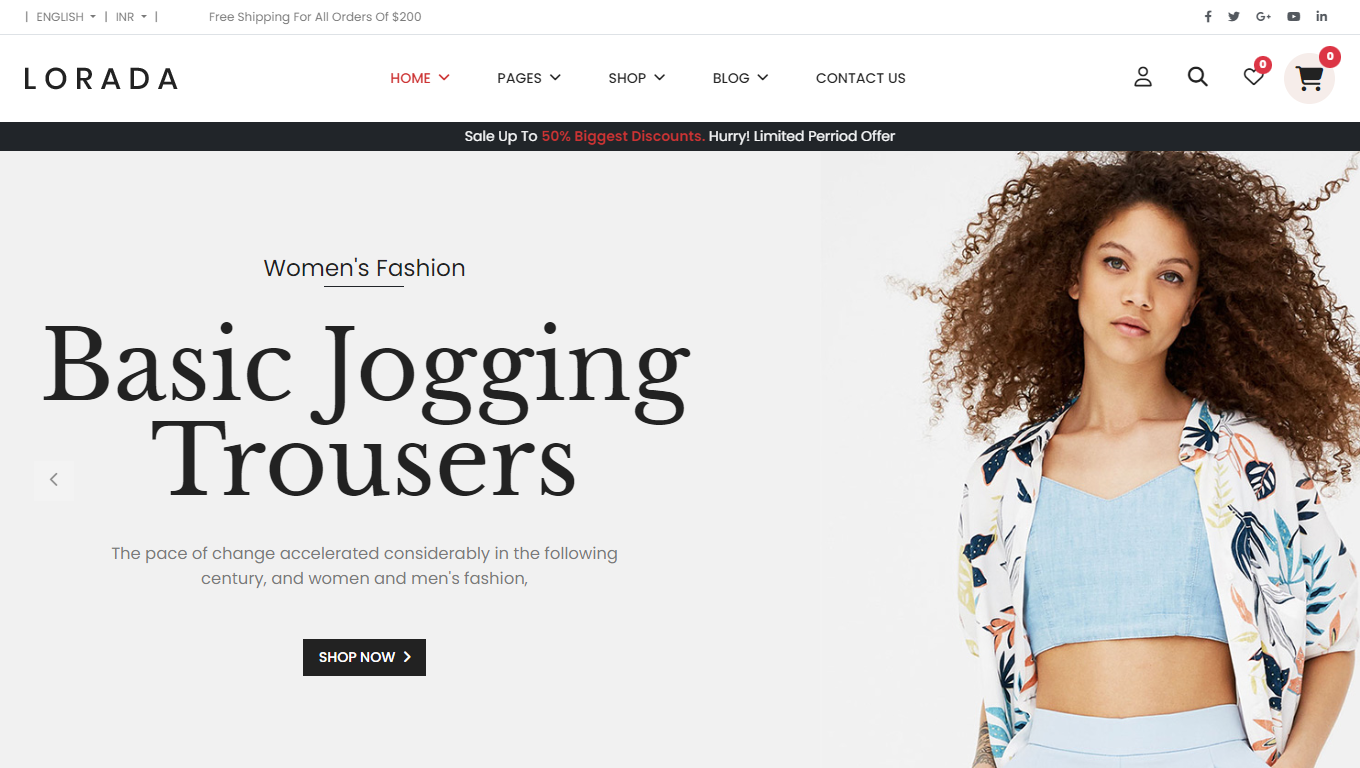 | ENGLISH | INR | Free Shipping For All Orders Of $200
LORADA
HOME PAGES SHOP BLOG CONTACT US
0 0
Sale Up To 50% Biggest Discounts. Hurry! Limited Perriod Offer
Women's Fashion
Basic Jogging
Trousers
The pace of change accelerated considerably in the following
century, and women and men's fashion,
SHOP NOW